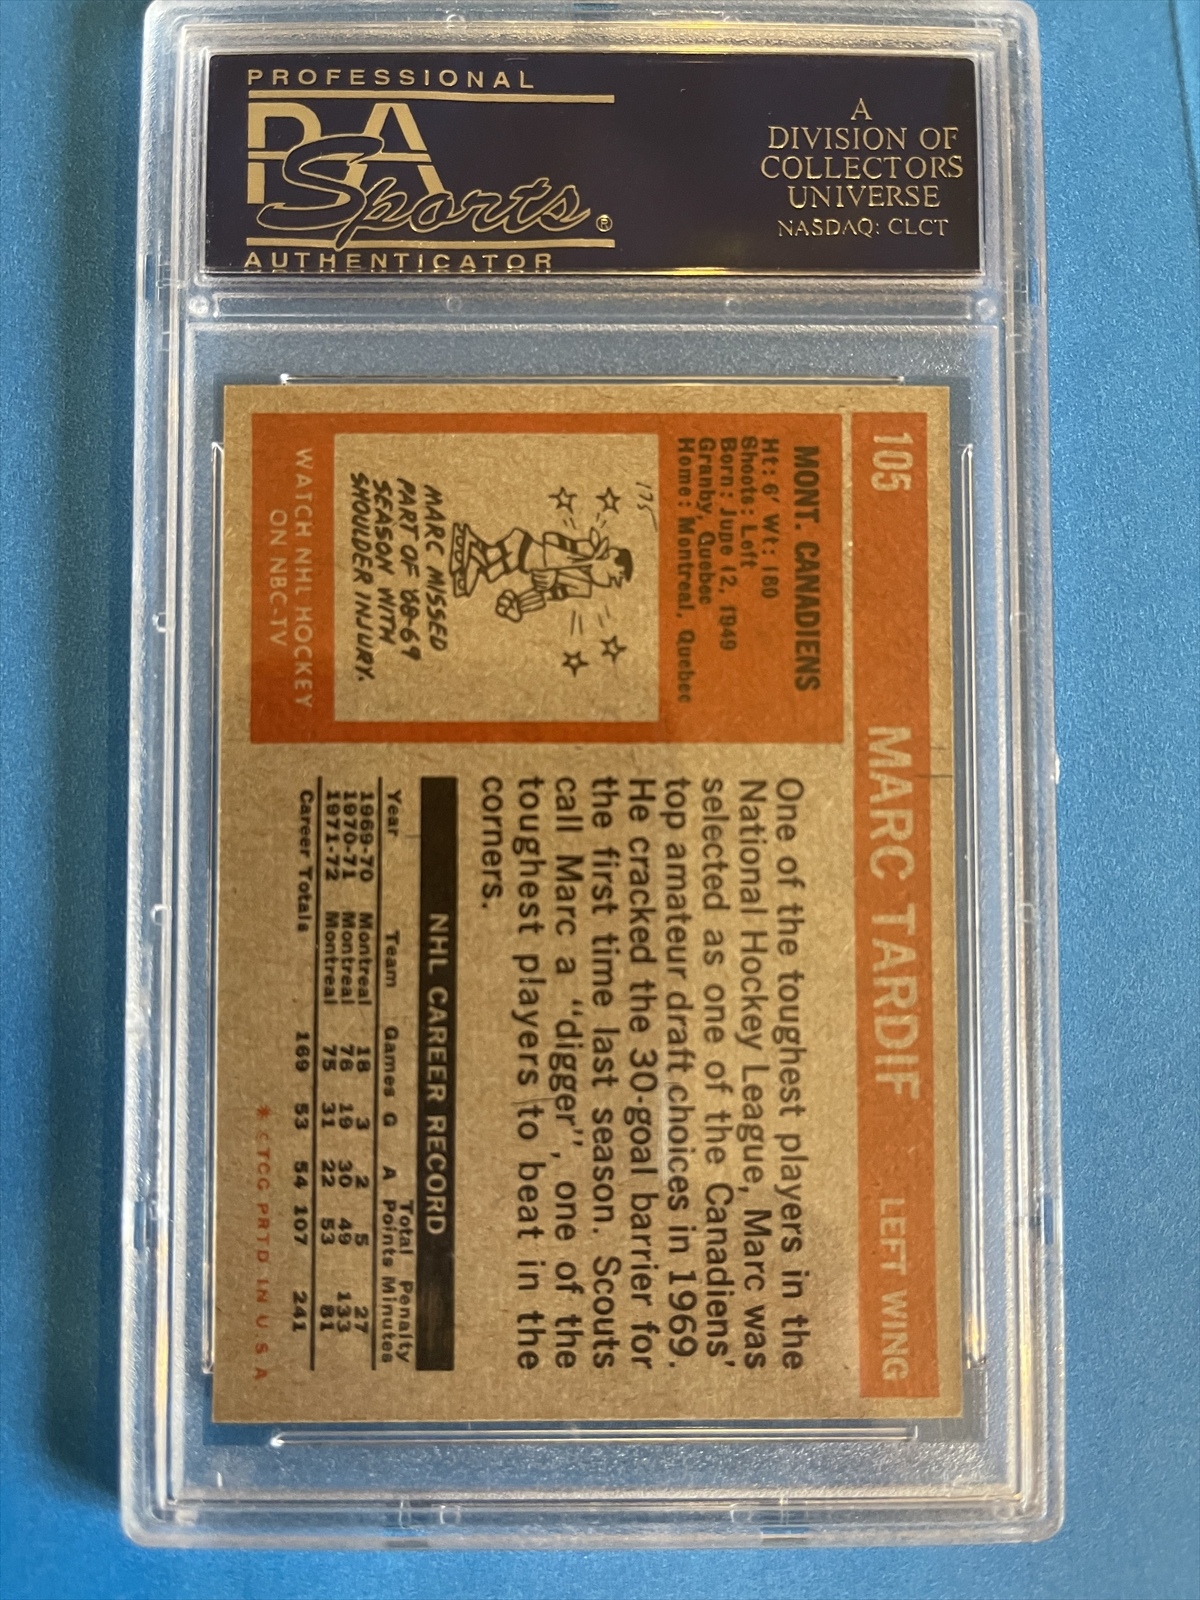 PROFESSIONAL
PSA
Sports®
AUTHENTICATOR
A
DIVISION OF
COLLECTORS
UNIVERSE
NASDAQ: CLCT
105 MARC TARDIF LEFT WING
MONT. CANADIENS
Ht: 6' Wt: 180
Shoots: Left
Born: June 12, 1949
Granby, Quebec
Home: Montreal, Quebec
175
MARC MISSED
PART OF '68-69
SEASON WITH
SHOULDER INJURY.
WATCH NHL HOCKEY
ON NBC-TV
One of the toughest players in the
National Hockey League, Marc was
selected as one of the Canadiens'
top amateur draft choices in 1969.
He cracked the 30-goal barrier for
the first time last season. Scouts
call Marc a "digger", one of the
toughest players to beat in the
corners.
NHL CAREER RECORD
Total Penalty
Year Team Games G A Points Minutes
1969-70 Montreal 18 3 2 5 27
1970-71 Montreal 76 19 30 49 133
1971-72 Montreal 75 31 22 53 81
Career Totals 169 53 54 107 241
* © T.C.G. PRTD. IN U.S.A.